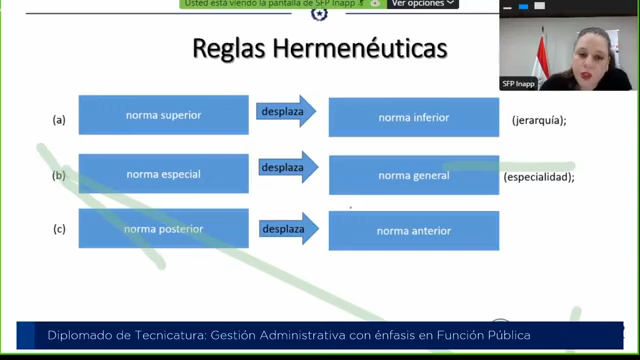 Usted está viendo la pantalla de SFP Inapp
Ver opciones
Reglas Hermenéuticas
SFP Inapp
(a) norma superior desplaza norma inferior (jerarquía);
(b) norma especial desplaza norma general (especialidad);
(c) norma posterior desplaza norma anterior
Diplomado de Tecnicatura: Gestión Administrativa con énfasis en Función Pública